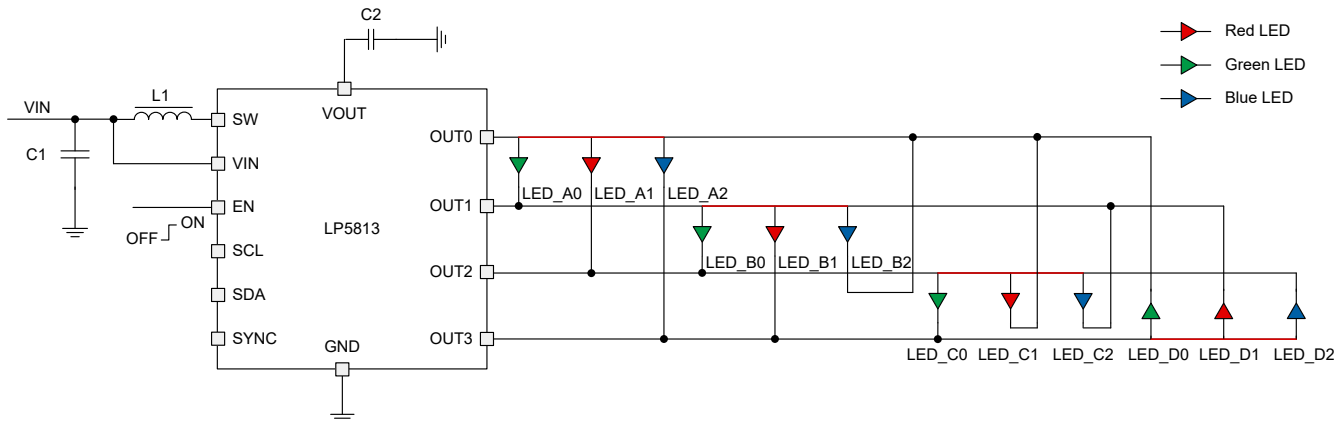 C2
Red LED
Green LED
Blue LED
VIN
L1
SW
VOUT
OUT0
C1
VIN
LED_A0
LED_A1
LED_A2
EN
OUT1
ON
OFF
LP5813
SCL
LED_B0
LED_B1
LED_B2
OUT2
SDA
SYNC
GND
OUT3
LED_C0
LED_C1
LED_C2
LED_D0
LED_D1
LED_D2